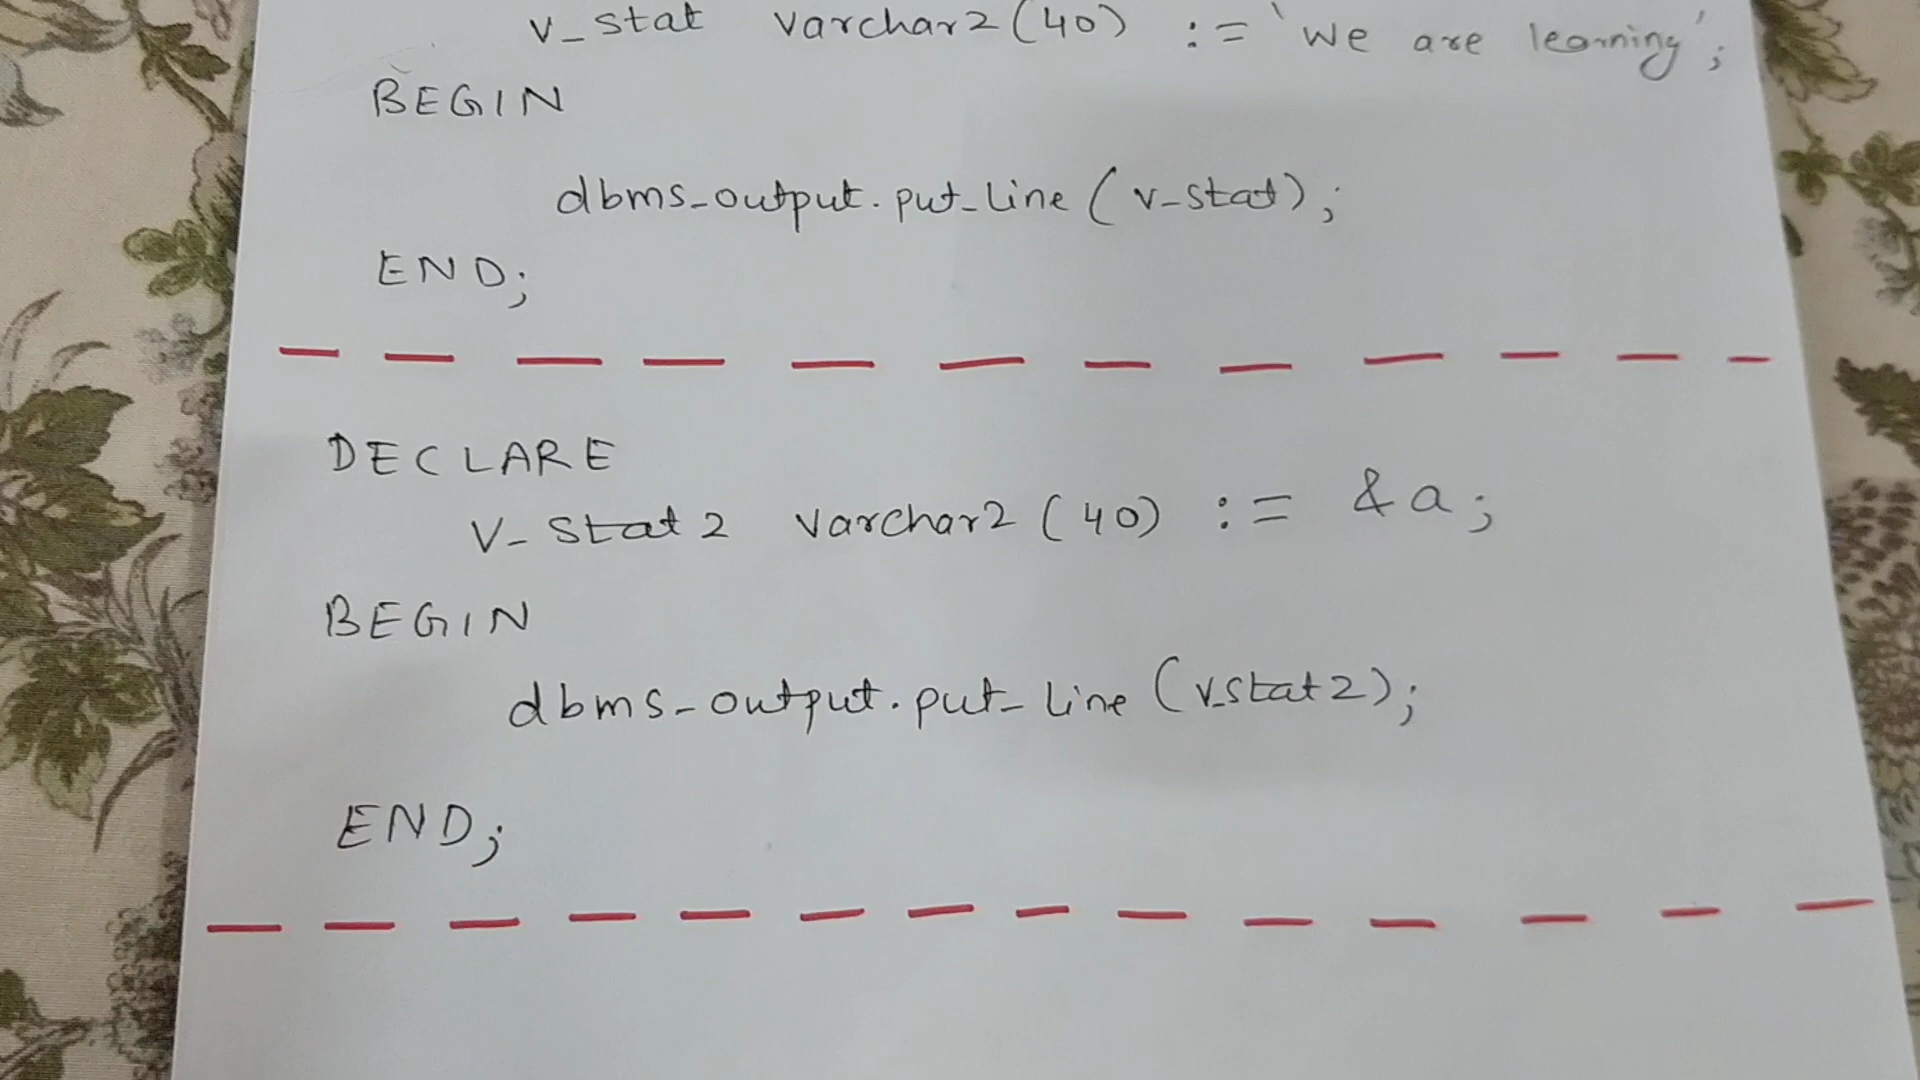 v_stat varchar2(40) := 'We are learning';
BEGIN
dbms_output.put_line(v_stat);
END;
DECLARE
v_stat2 varchar2(40) := &a;
BEGIN
dbms_output.put_line(v_stat2);
END;